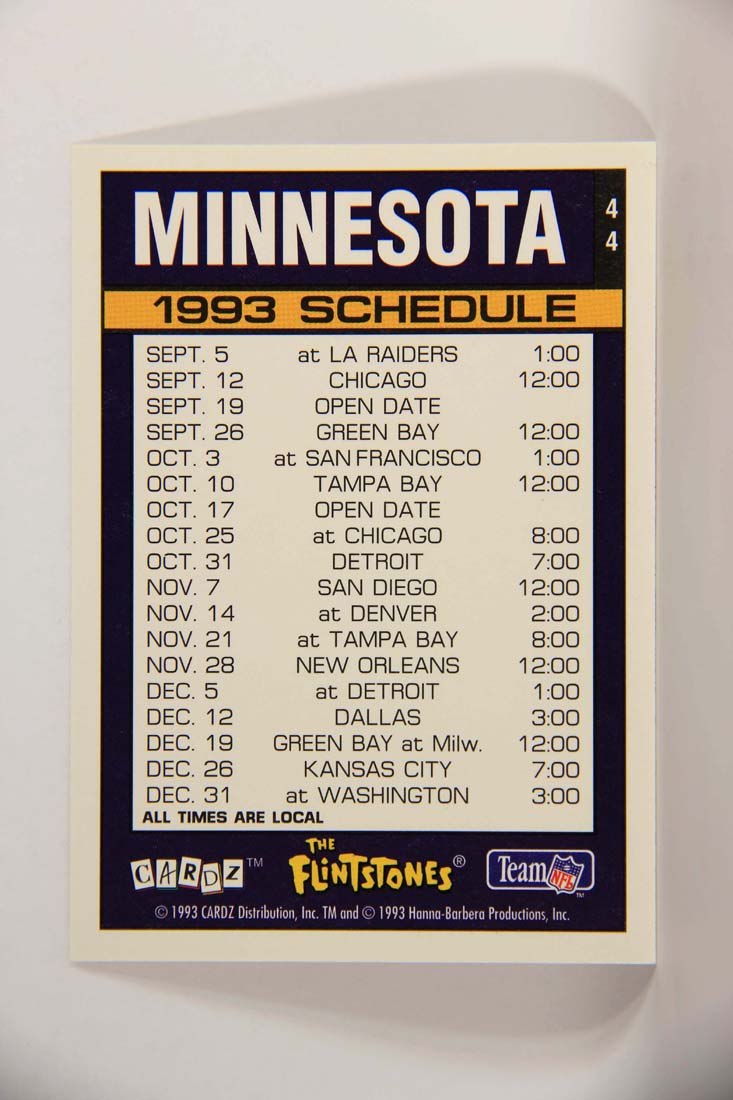 MINNESOTA
4
4
1993 SCHEDULE
SEPT. 5 at LA RAIDERS 1:00
SEPT. 12 CHICAGO 12:00
SEPT. 19 OPEN DATE
SEPT. 26 GREEN BAY 12:00
OCT. 3 at SAN FRANCISCO 1:00
OCT. 10 TAMPA BAY 12:00
OCT. 17 OPEN DATE
OCT. 25 at CHICAGO 8:00
OCT. 31 DETROIT 7:00
NOV. 7 SAN DIEGO 12:00
NOV. 14 at DENVER 2:00
NOV. 21 at TAMPA BAY 8:00
NOV. 28 NEW ORLEANS 12:00
DEC. 5 at DETROIT 1:00
DEC. 12 DALLAS 3:00
DEC. 19 GREEN BAY at Milw. 12:00
DEC. 26 KANSAS CITY 7:00
DEC. 31 at WASHINGTON 3:00
ALL TIMES ARE LOCAL
CARDZ™
THE
FLINTSTONES®
Team NFL™
© 1993 CARDZ Distribution, Inc. TM and © 1993 Hanna-Barbera Productions, Inc.